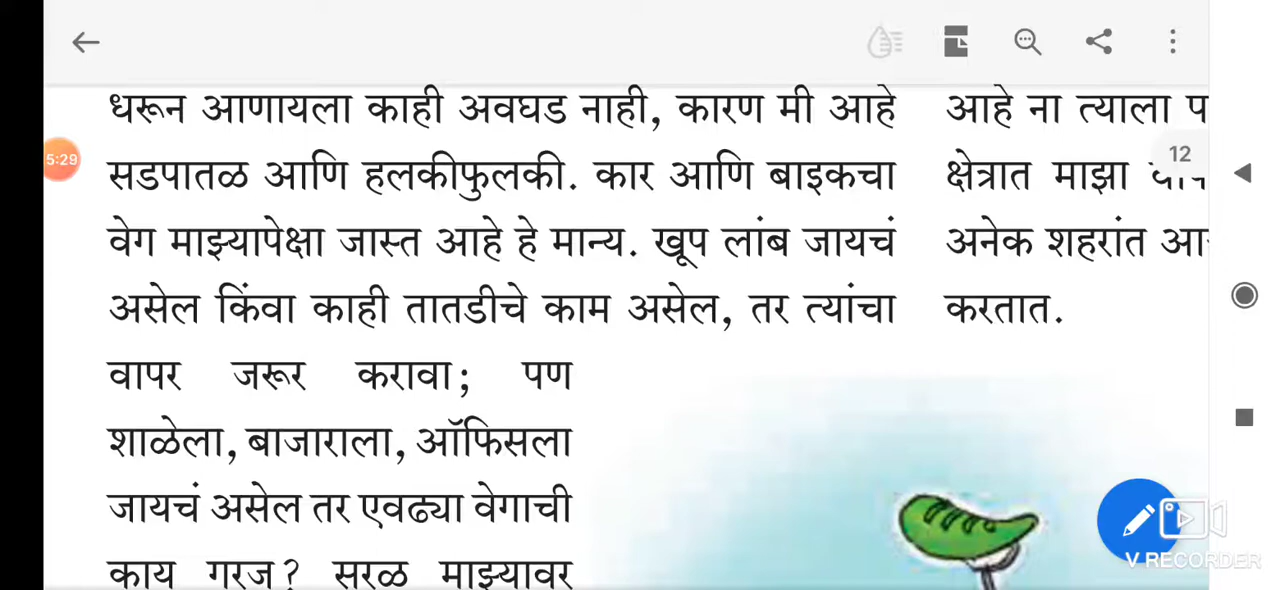 धरून आणायला काही अवघड नाही, कारण मी आहे
सडपातळ आणि हलकीफुलकी. कार आणि बाइकचा
वेग माझ्यापेक्षा जास्त आहे हे मान्य. खूप लांब जायचं
असेल किंवा काही तातडीचे काम असेल, तर त्यांचा
वापर जरूर करावा; पण
शाळेला, बाजाराला, ऑफिसला
जायचं असेल तर एवढ्या वेगाची
काय गरज? सरळ माझ्यावर
आहे ना त्याला
क्षेत्रात माझा
अनेक शहरांत
करतात.
12
5:29
V RECORDER